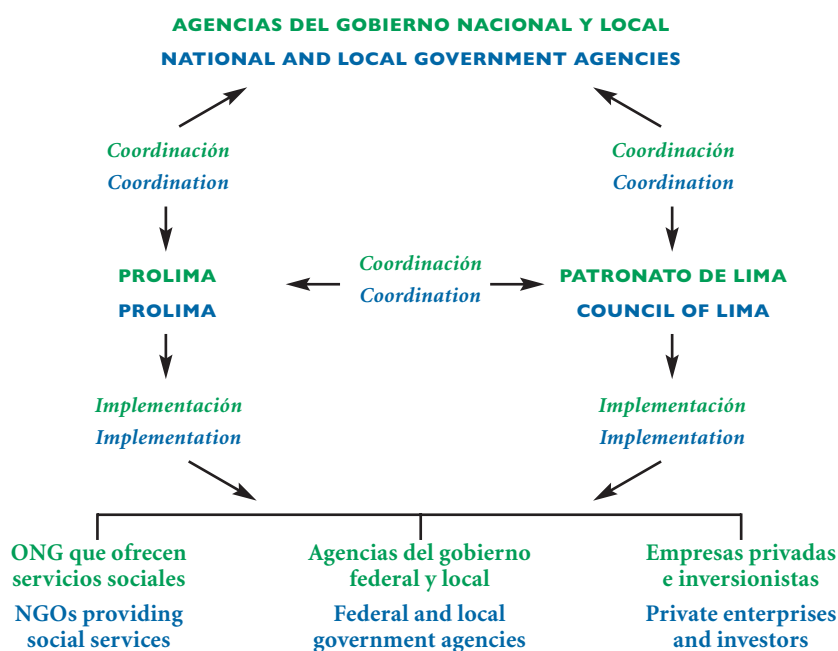 AGENCIAS DEL GOBIERNO NACIONAL Y LOCAL
NATIONAL AND LOCAL GOVERNMENT AGENCIES
Coordinación
Coordination
Coordinación
Coordination
PROLIMA
PROLIMA
Coordinación
Coordination
PATRONATO DE LIMA
COUNCIL OF LIMA
Implementación
Implementation
Implementación
Implementation
ONG que ofrecen
servicios sociales
NGOs providing
social services
Agencias del gobierno
federal y local
Federal and local
government agencies
Empresas privadas
e inversionistas
Private enterprises
and investors